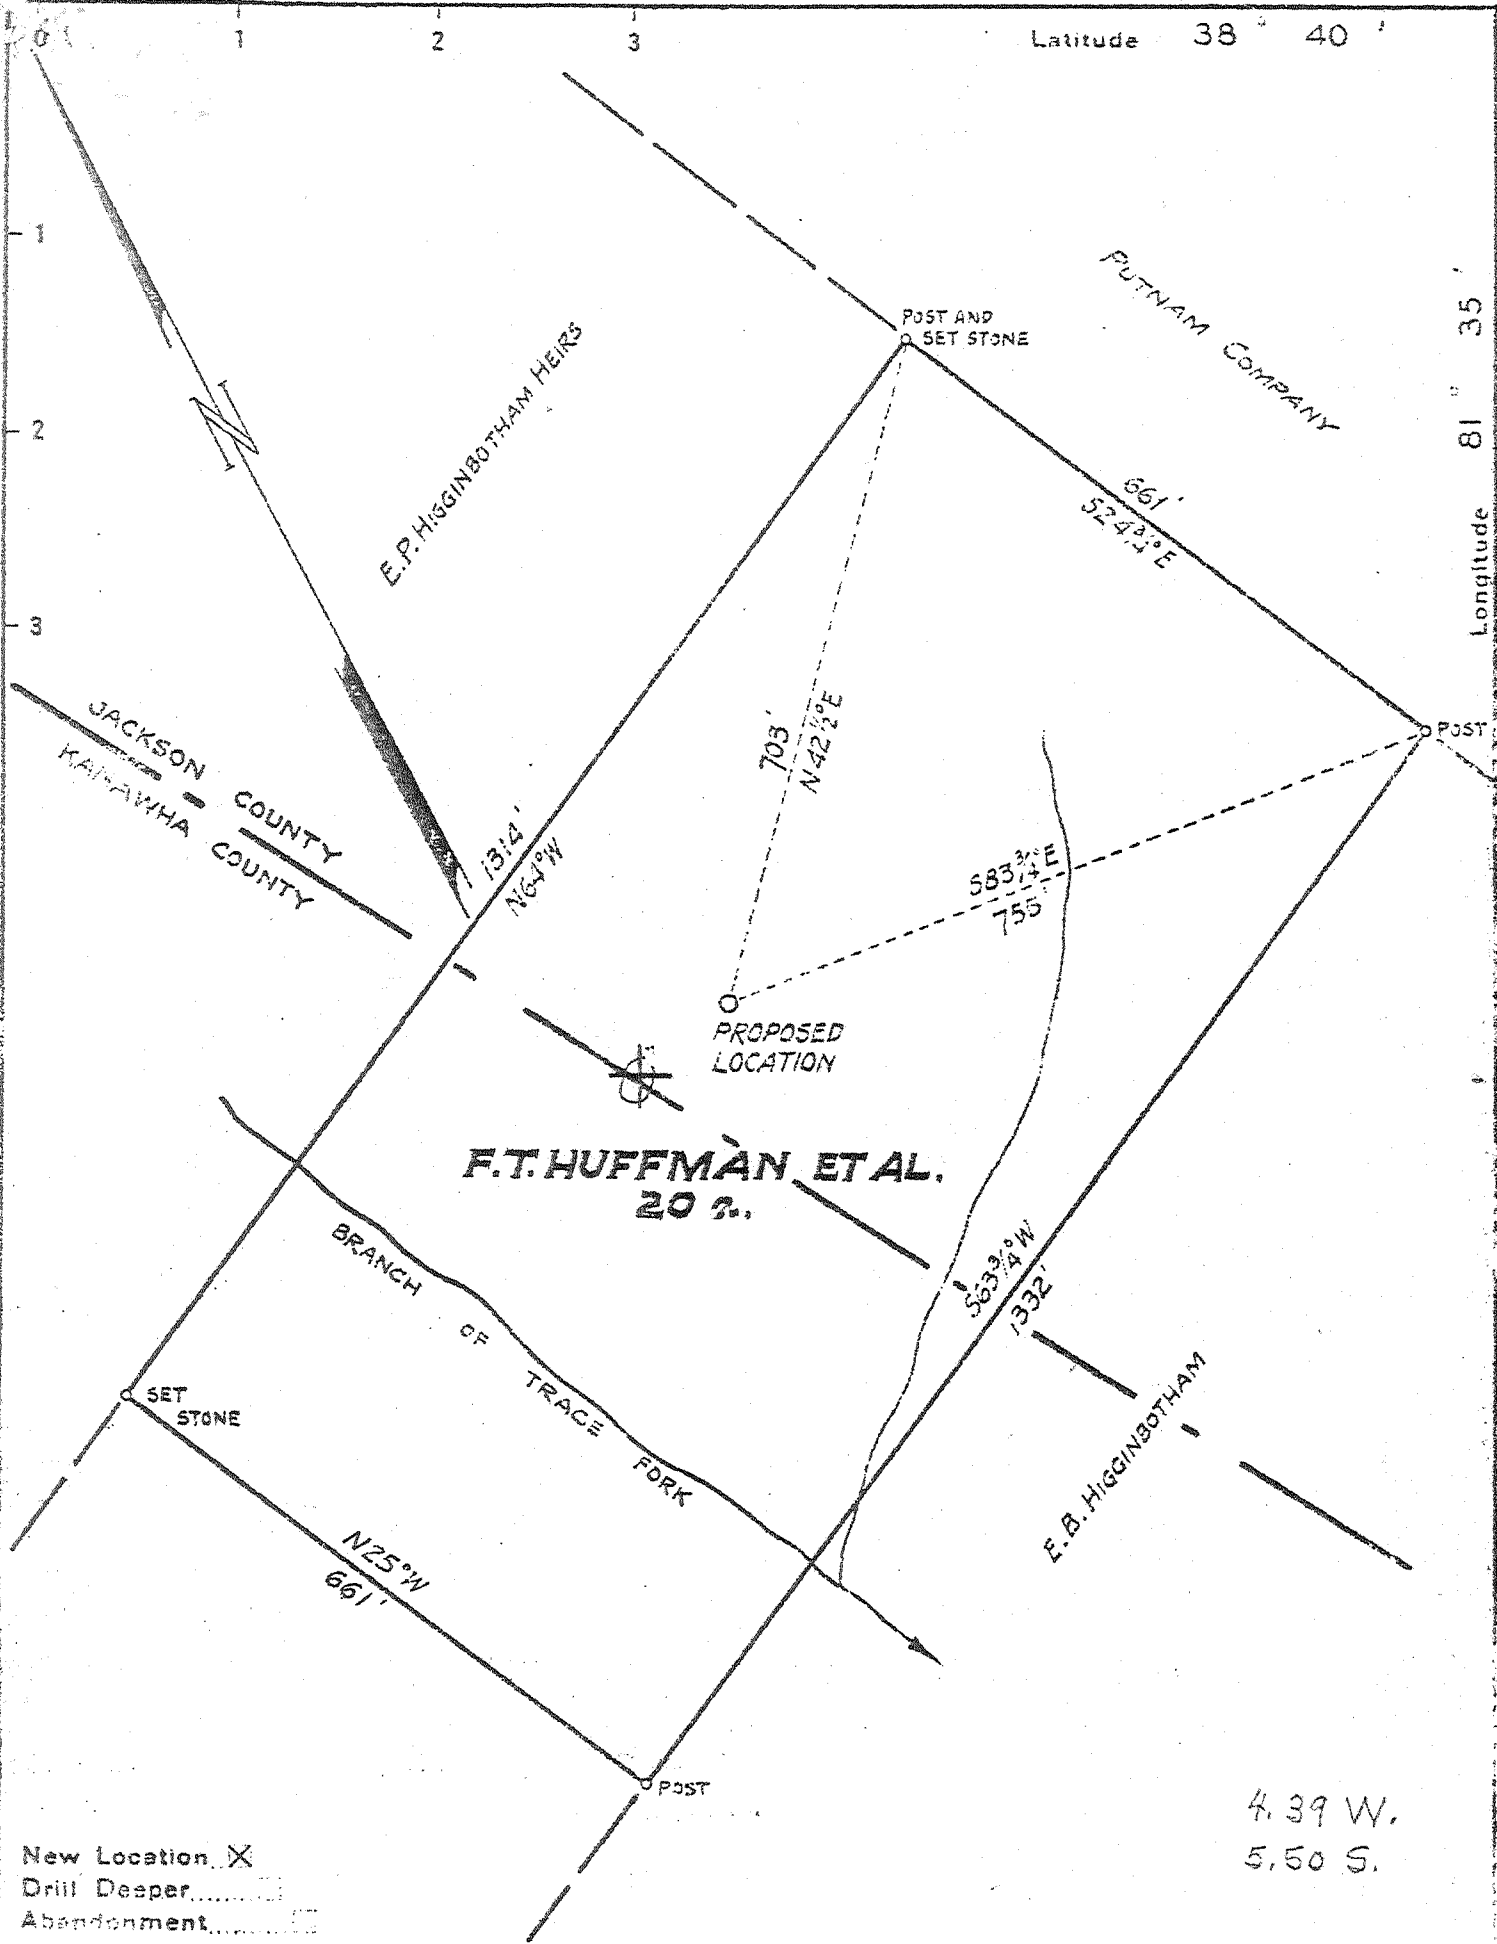 0 1 2 3
Latitude 38° 40'
1
2
3
Longitude 81° 35'
PUTNAM COMPANY
POST AND
SET STONE
E.P. HIGGINBOTHAM HEIRS
N
661'
S24¾°E
JACKSON COUNTY
KANAWHA COUNTY
703'
N42½°E
POST
1314'
N64°W
S83¾°E
755'
PROPOSED
LOCATION
F.T. HUFFMAN ET AL.
20
BRANCH OF TRACE FORK
S63¾°W
1332'
E.B. HIGGINBOTHAM
SET
STONE
N25°W
661'
POST
4.39 W.
5.50 S.
New Location X
Drill Deeper
Abandonment